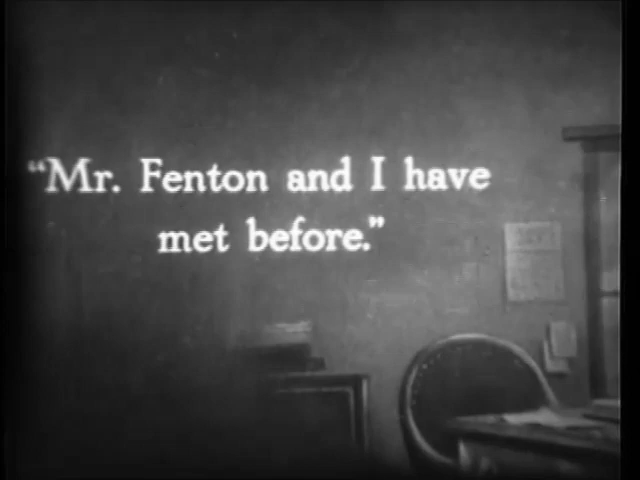 “Mr. Fenton and I have
met before.”